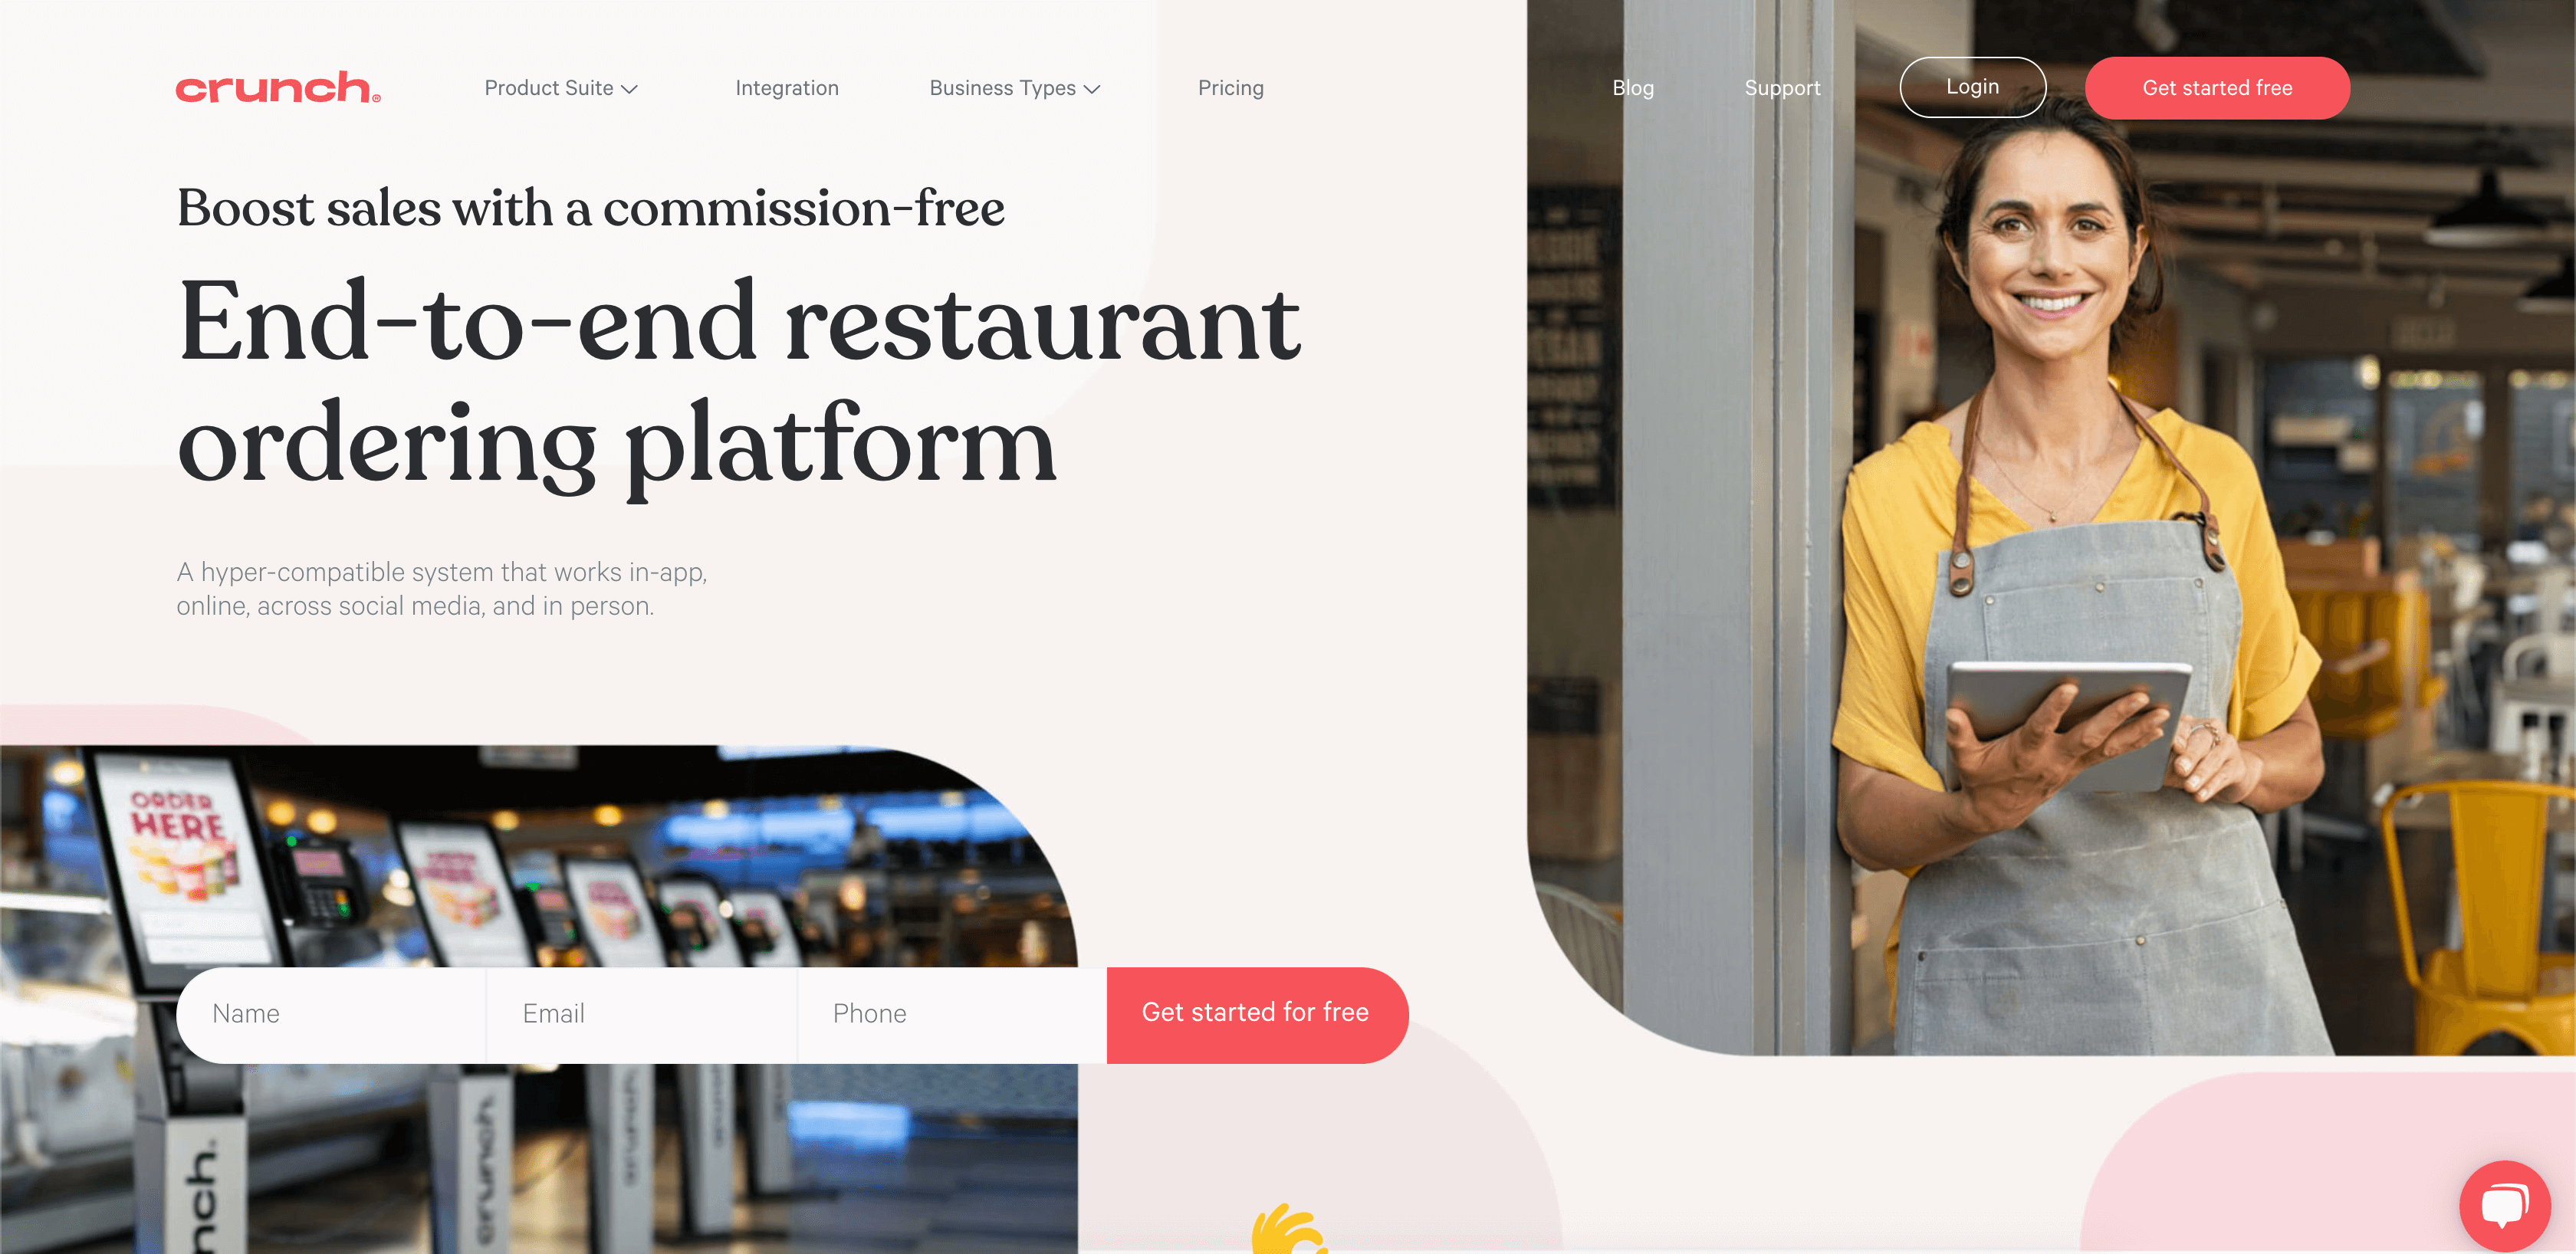 crunch.®
Product Suite
Integration
Business Types
Pricing
Blog
Support
Login
Get started free
Boost sales with a commission-free
End-to-end restaurant
ordering platform
A hyper-compatible system that works in-app,
online, across social media, and in person.
ORDER
HERE
Name
Email
Phone
Get started for free
nch.
crunch.